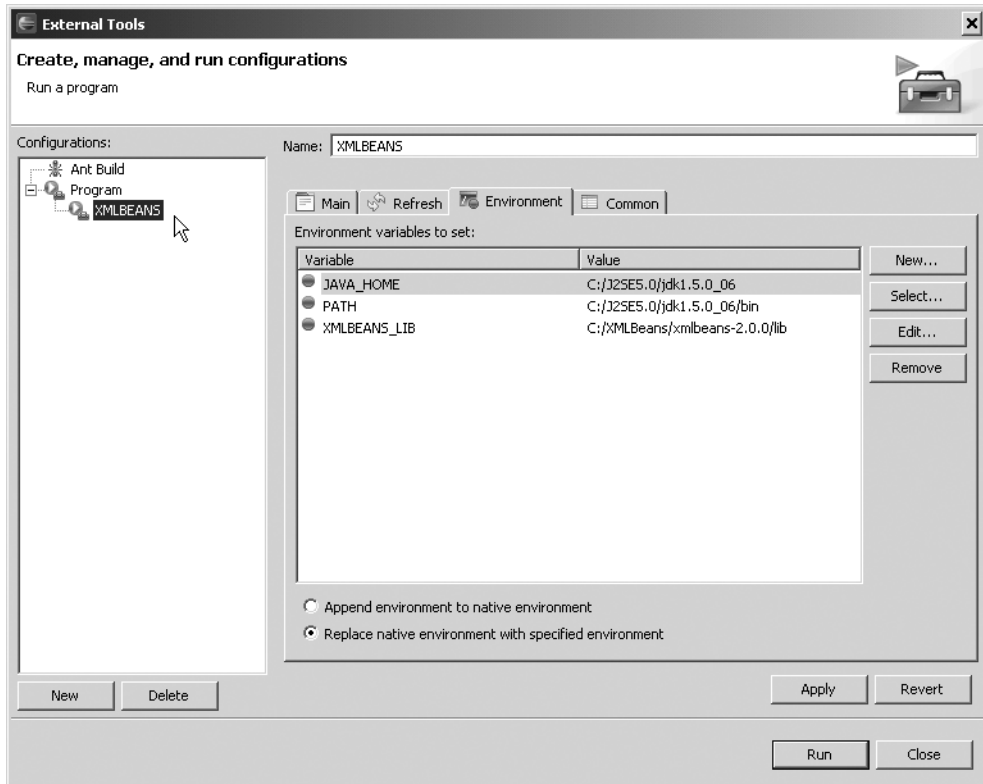 External Tools
Create, manage, and run configurations
Run a program
Configurations:
Ant Build
Program
XMLBEANS
New
Delete
Name: XMLBEANS
Main Refresh Environment Common
Environment variables to set:
Variable Value
JAVA_HOME C:/J2SE5.0/jdk1.5.0_06
PATH C:/J2SE5.0/jdk1.5.0_06/bin
XMLBEANS_LIB C:/XMLBeans/xmlbeans-2.0.0/lib
New...
Select...
Edit...
Remove
Append environment to native environment
Replace native environment with specified environment
Apply Revert
Run Close